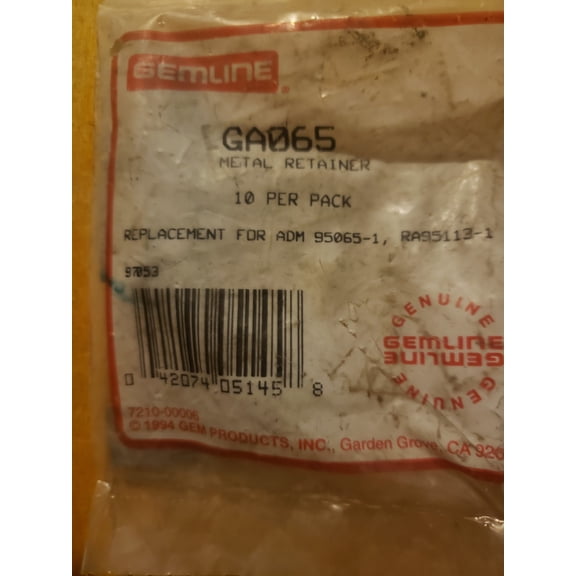 GEMLINE®
GA065
METAL RETAINER
10 PER PACK
REPLACEMENT FOR ADM 95065-1, RA95113-1
97053
0 42074 05145 8
GENUINE
GEMLINE
GEMLINE
GENUINE
7210-00006
© 1994 GEM PRODUCTS, INC., Garden Grove, CA 926